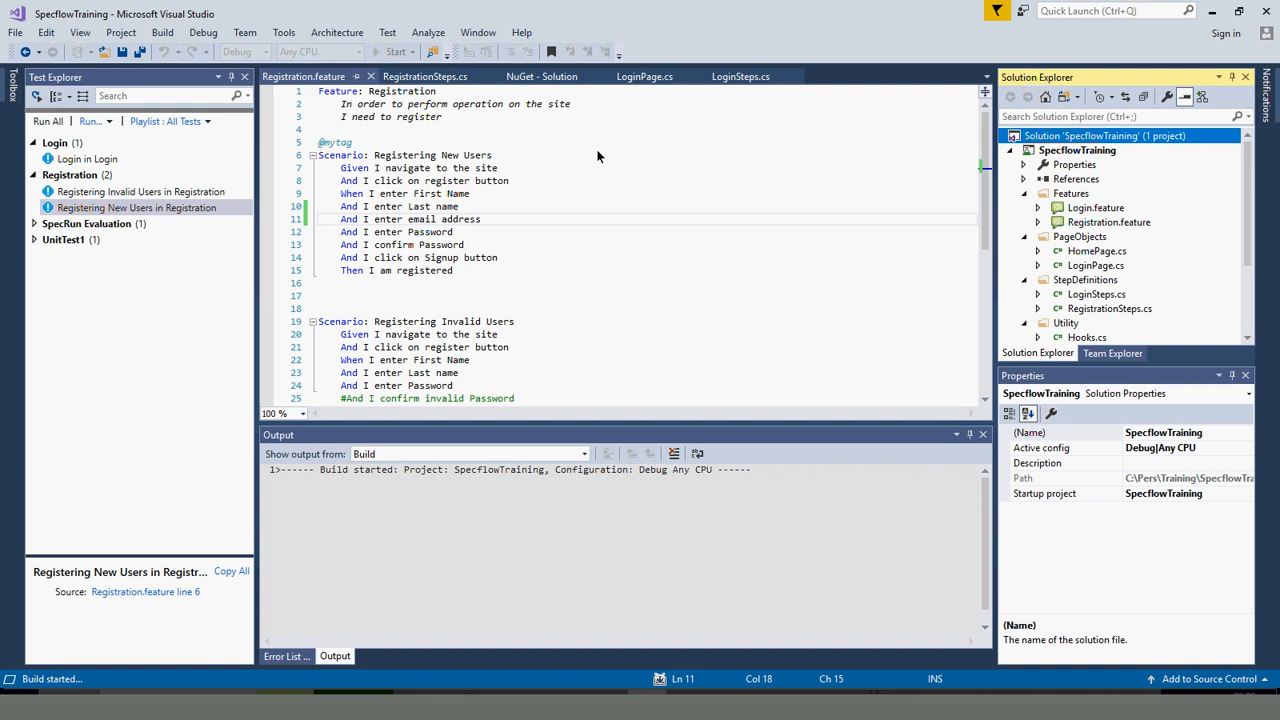 SpecflowTraining - Microsoft Visual Studio
Quick Launch (Ctrl+Q)
File Edit View Project Build Debug Team Tools Architecture Test Analyze Window Help
Sign in
Debug Any CPU Start
Toolbox
Test Explorer
Search
Run All Run... Playlist : All Tests
Login (1)
Login in Login
Registration (2)
Registering Invalid Users in Registration
Registering New Users in Registration
SpecRun Evaluation (1)
UnitTest1 (1)
Registering New Users in Registr... Copy All
Source: Registration.feature line 6
Registration.feature RegistrationSteps.cs NuGet - Solution LoginPage.cs LoginSteps.cs
1 Feature: Registration
2 In order to perform operation on the site
3 I need to register
4
5 @mytag
6 Scenario: Registering New Users
7 Given I navigate to the site
8 And I click on register button
9 When I enter First Name
10 And I enter Last name
11 And I enter email address
12 And I enter Password
13 And I confirm Password
14 And I click on Signup button
15 Then I am registered
16
17
18
19 Scenario: Registering Invalid Users
20 Given I navigate to the site
21 And I click on register button
22 When I enter First Name
23 And I enter Last name
24 And I enter Password
25 #And I confirm invalid Password
100 %
Output
Show output from: Build
1>------ Build started: Project: SpecflowTraining, Configuration: Debug Any CPU ------
Error List ... Output
Solution Explorer
Search Solution Explorer (Ctrl+;)
Solution 'SpecflowTraining' (1 project)
SpecflowTraining
Properties
References
Features
Login.feature
Registration.feature
PageObjects
HomePage.cs
LoginPage.cs
StepDefinitions
LoginSteps.cs
RegistrationSteps.cs
Utility
Hooks.cs
Solution Explorer Team Explorer
Properties
SpecflowTraining Solution Properties
(Name) SpecflowTraining
Active config Debug|Any CPU
Description
Path C:\Pers\Training\SpecflowTra
Startup project SpecflowTraining
(Name)
The name of the solution file.
Notifications
Build started... Ln 11 Col 18 Ch 15 INS Add to Source Control